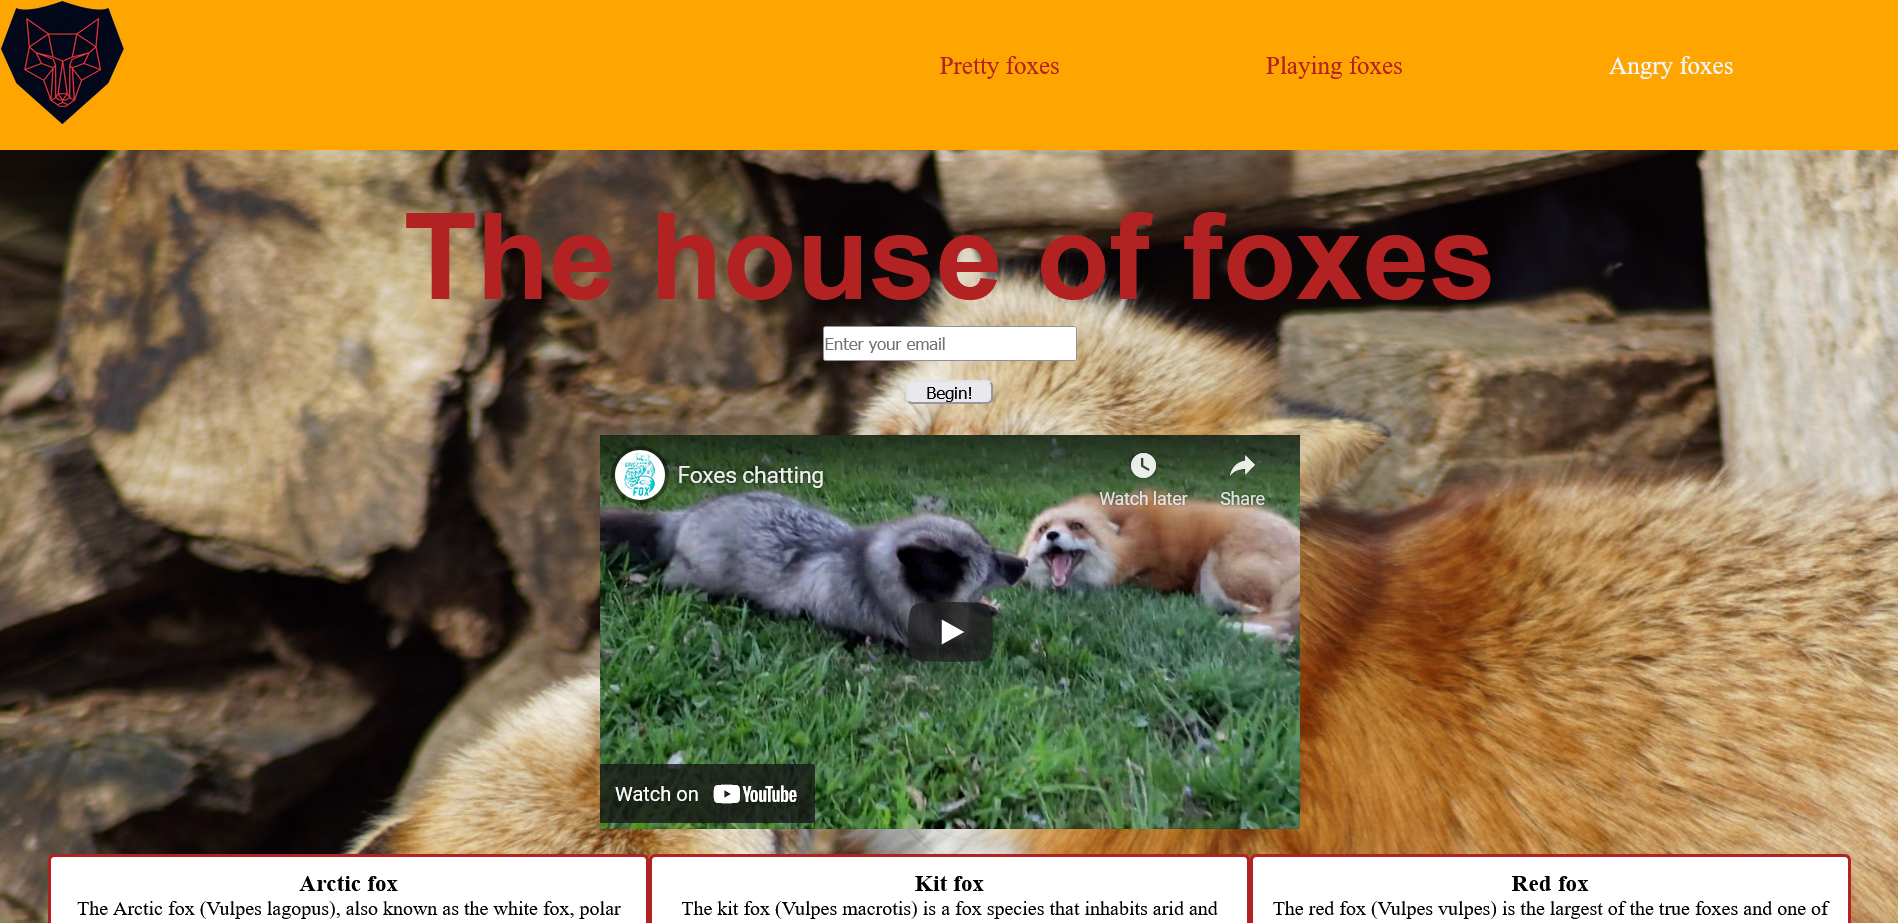 Pretty foxes
Playing foxes
Angry foxes
The house of foxes
Enter your email
Begin!
FOX
Foxes chatting
Watch later
Share
Watch on YouTube
Arctic fox
The Arctic fox (Vulpes lagopus), also known as the white fox, polar
Kit fox
The kit fox (Vulpes macrotis) is a fox species that inhabits arid and
Red fox
The red fox (Vulpes vulpes) is the largest of the true foxes and one of